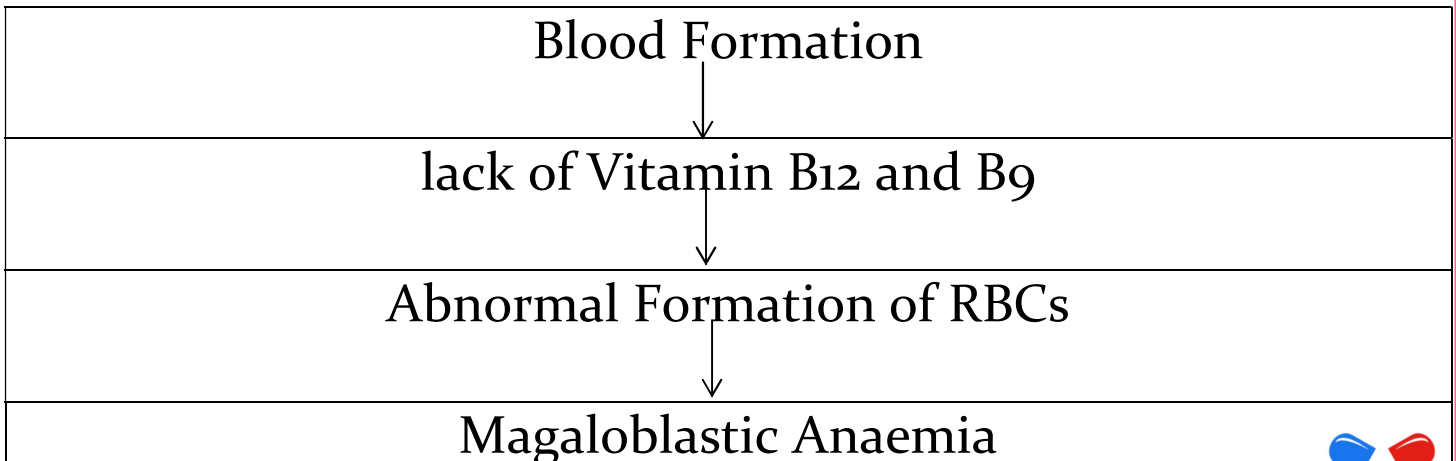 Blood Formation
lack of Vitamin B12 and B9
Abnormal Formation of RBCs
Magaloblastic Anaemia